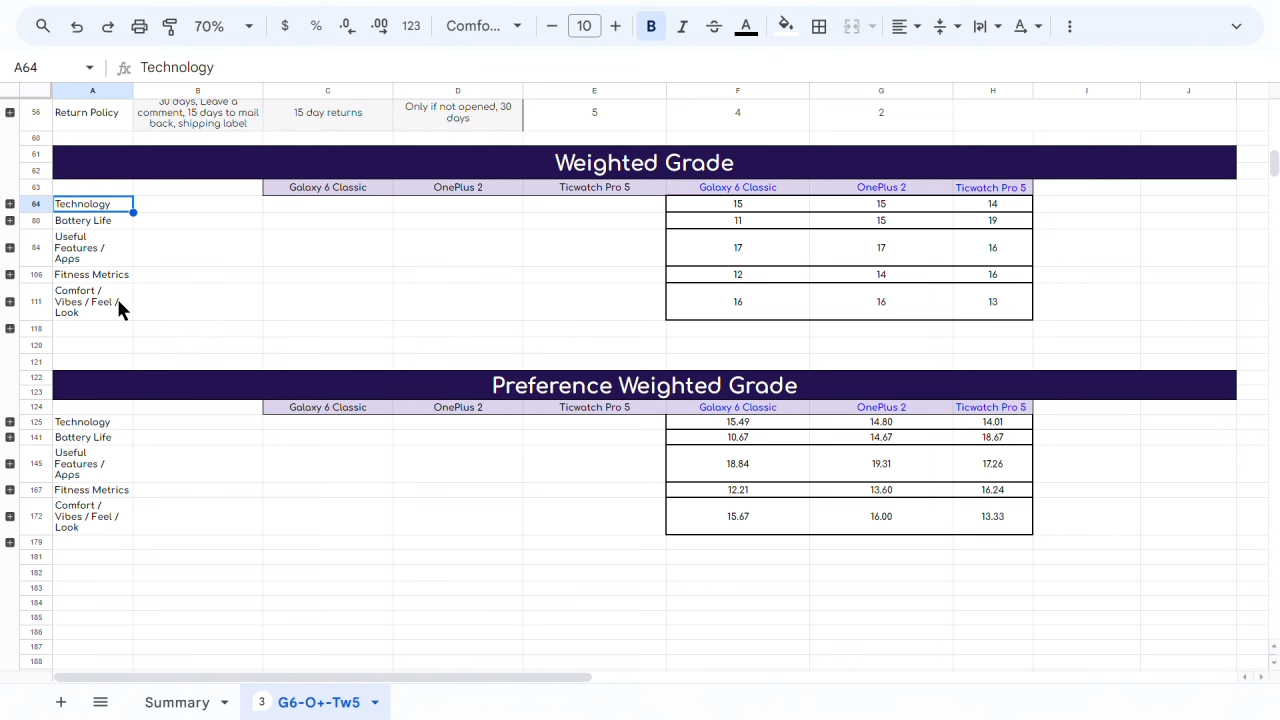 70% $ % .0 .00 123 Comfo... 10 B I S A A
A64 fx Technology
A B C D E F G H I J
56 Return Policy 30 days, Leave a comment, 15 days to mail back, shipping label 15 day returns Only if not opened, 30 days 5 4 2
60
61 Weighted Grade
62
63 Galaxy 6 Classic OnePlus 2 Ticwatch Pro 5 Galaxy 6 Classic OnePlus 2 Ticwatch Pro 5
64 Technology 15 15 14
80 Battery Life 11 15 19
84 Useful Features / Apps 17 17 16
106 Fitness Metrics 12 14 16
111 Comfort / Vibes / Feel / Look 16 16 13
118
120
121
122 Preference Weighted Grade
123
124 Galaxy 6 Classic OnePlus 2 Ticwatch Pro 5 Galaxy 6 Classic OnePlus 2 Ticwatch Pro 5
125 Technology 15.49 14.80 14.01
141 Battery Life 10.67 14.67 18.67
145 Useful Features / Apps 18.84 19.31 17.26
167 Fitness Metrics 12.21 13.60 16.24
172 Comfort / Vibes / Feel / Look 15.67 16.00 13.33
179
181
182
183
184
185
186
187
188
Summary 3 G6-O+-Tw5